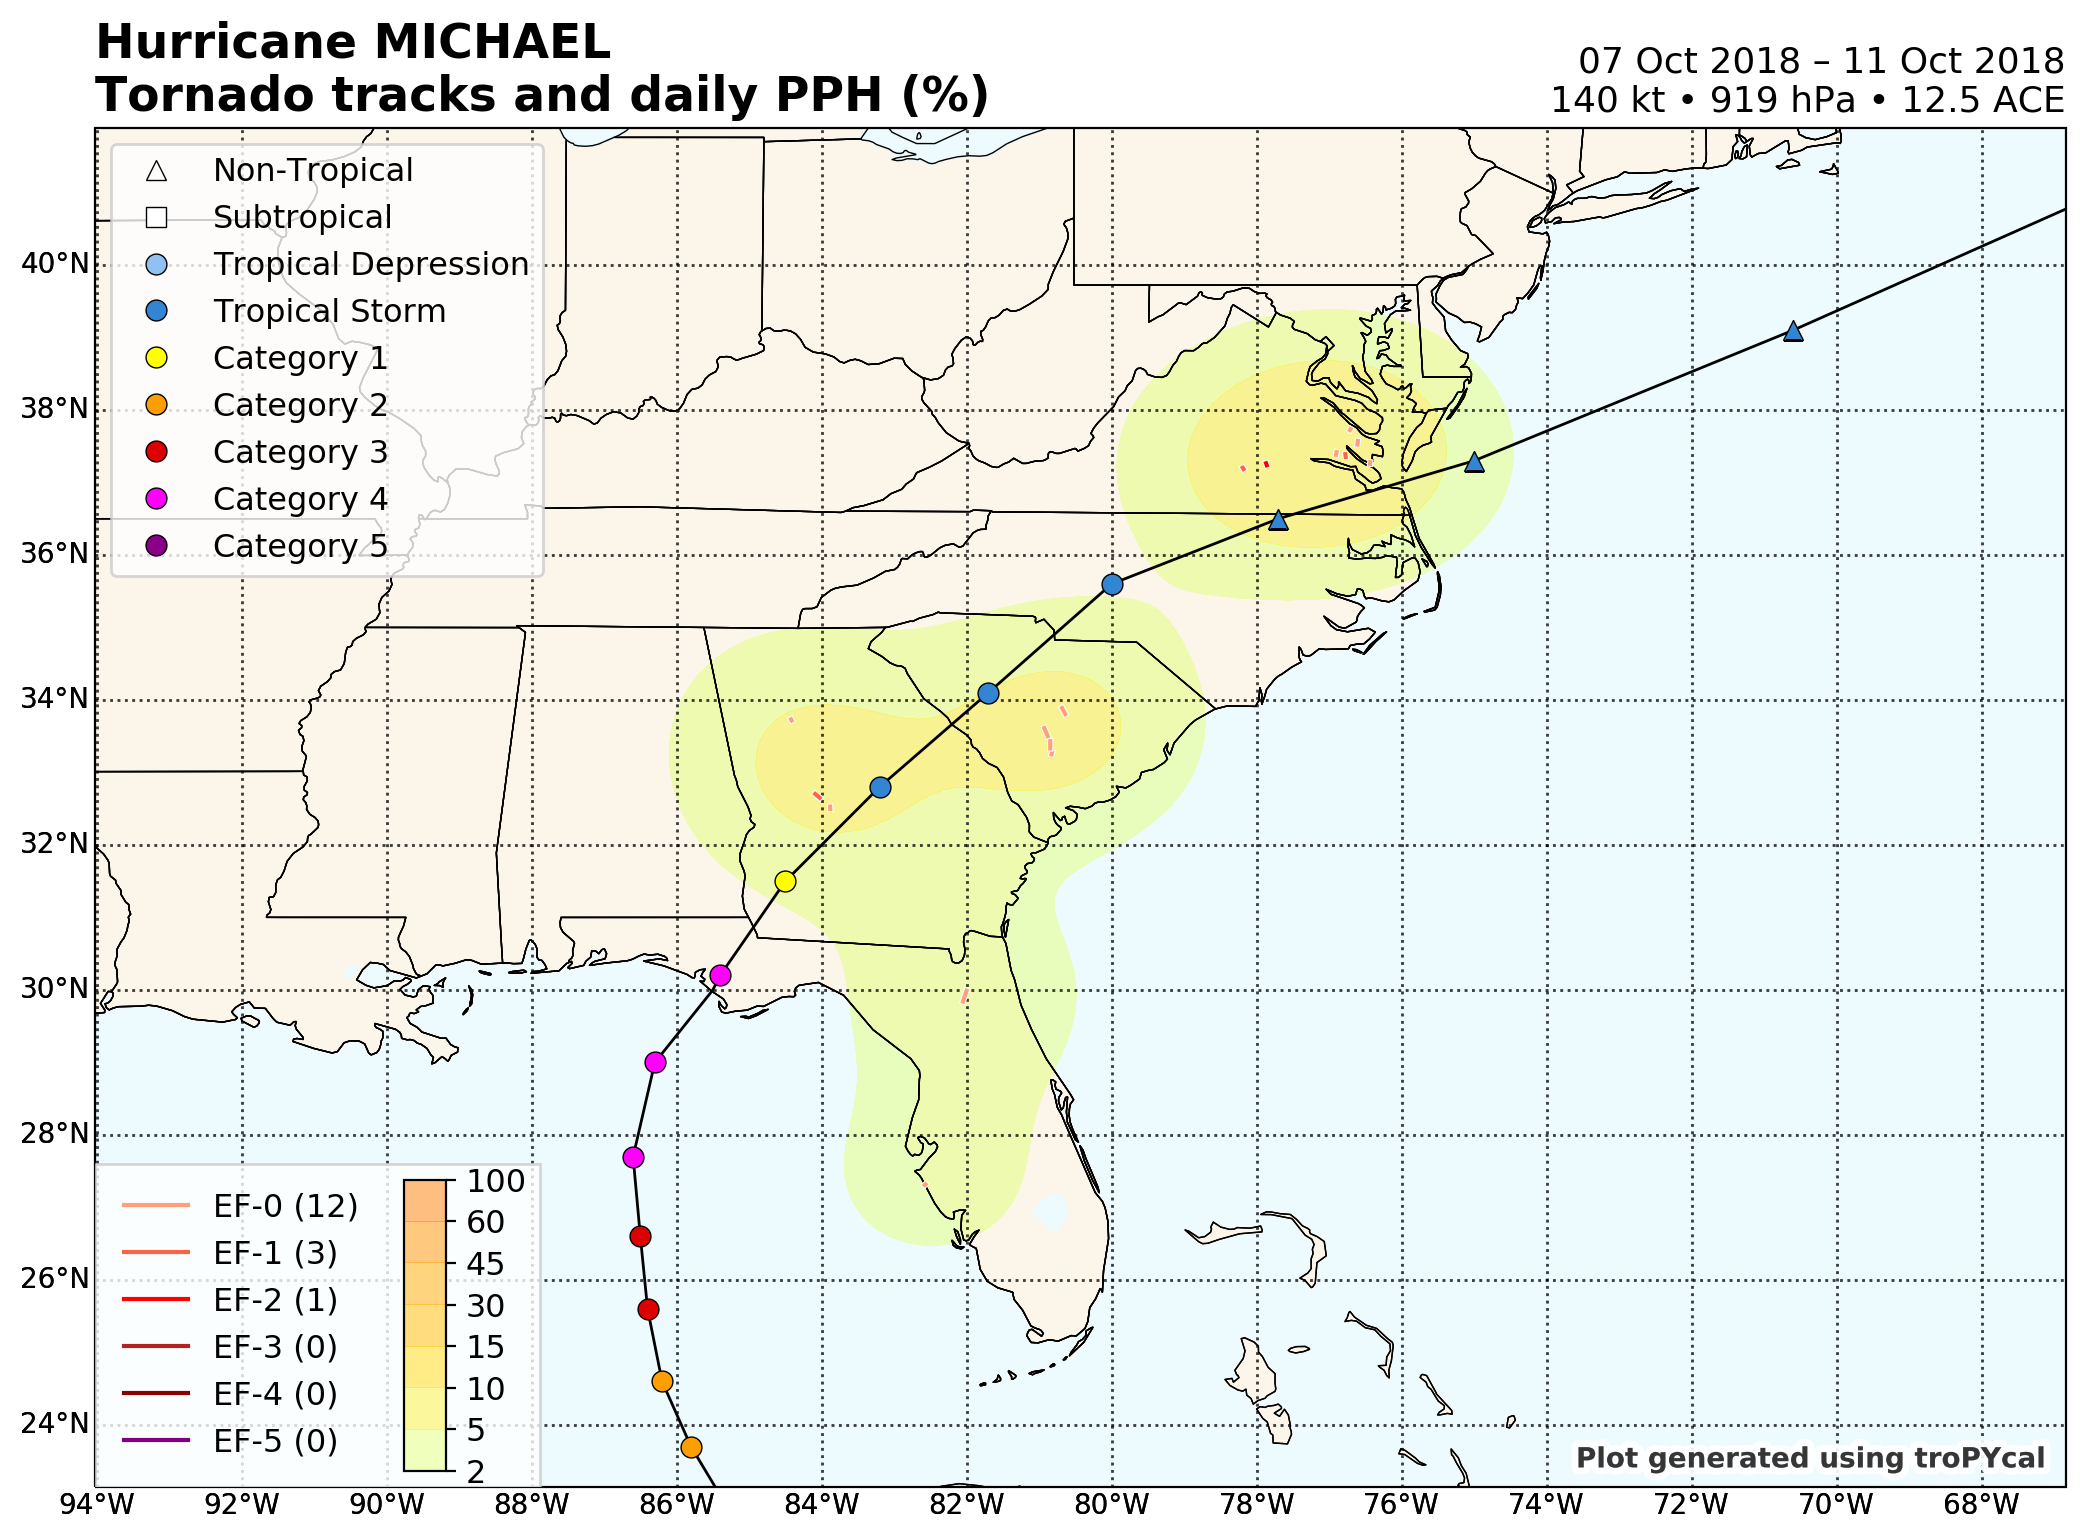 Hurricane MICHAEL
Tornado tracks and daily PPH (%)
07 Oct 2018 – 11 Oct 2018
140 kt • 919 hPa • 12.5 ACE
Non-Tropical
Subtropical
Tropical Depression
Tropical Storm
Category 1
Category 2
Category 3
Category 4
Category 5
40°N
38°N
36°N
34°N
32°N
30°N
28°N
26°N
24°N
EF-0 (12)
EF-1 (3)
EF-2 (1)
EF-3 (0)
EF-4 (0)
EF-5 (0)
100
60
45
30
15
10
5
2
Plot generated using troPYcal
94°W 92°W 90°W 88°W 86°W 84°W 82°W 80°W 78°W 76°W 74°W 72°W 70°W 68°W